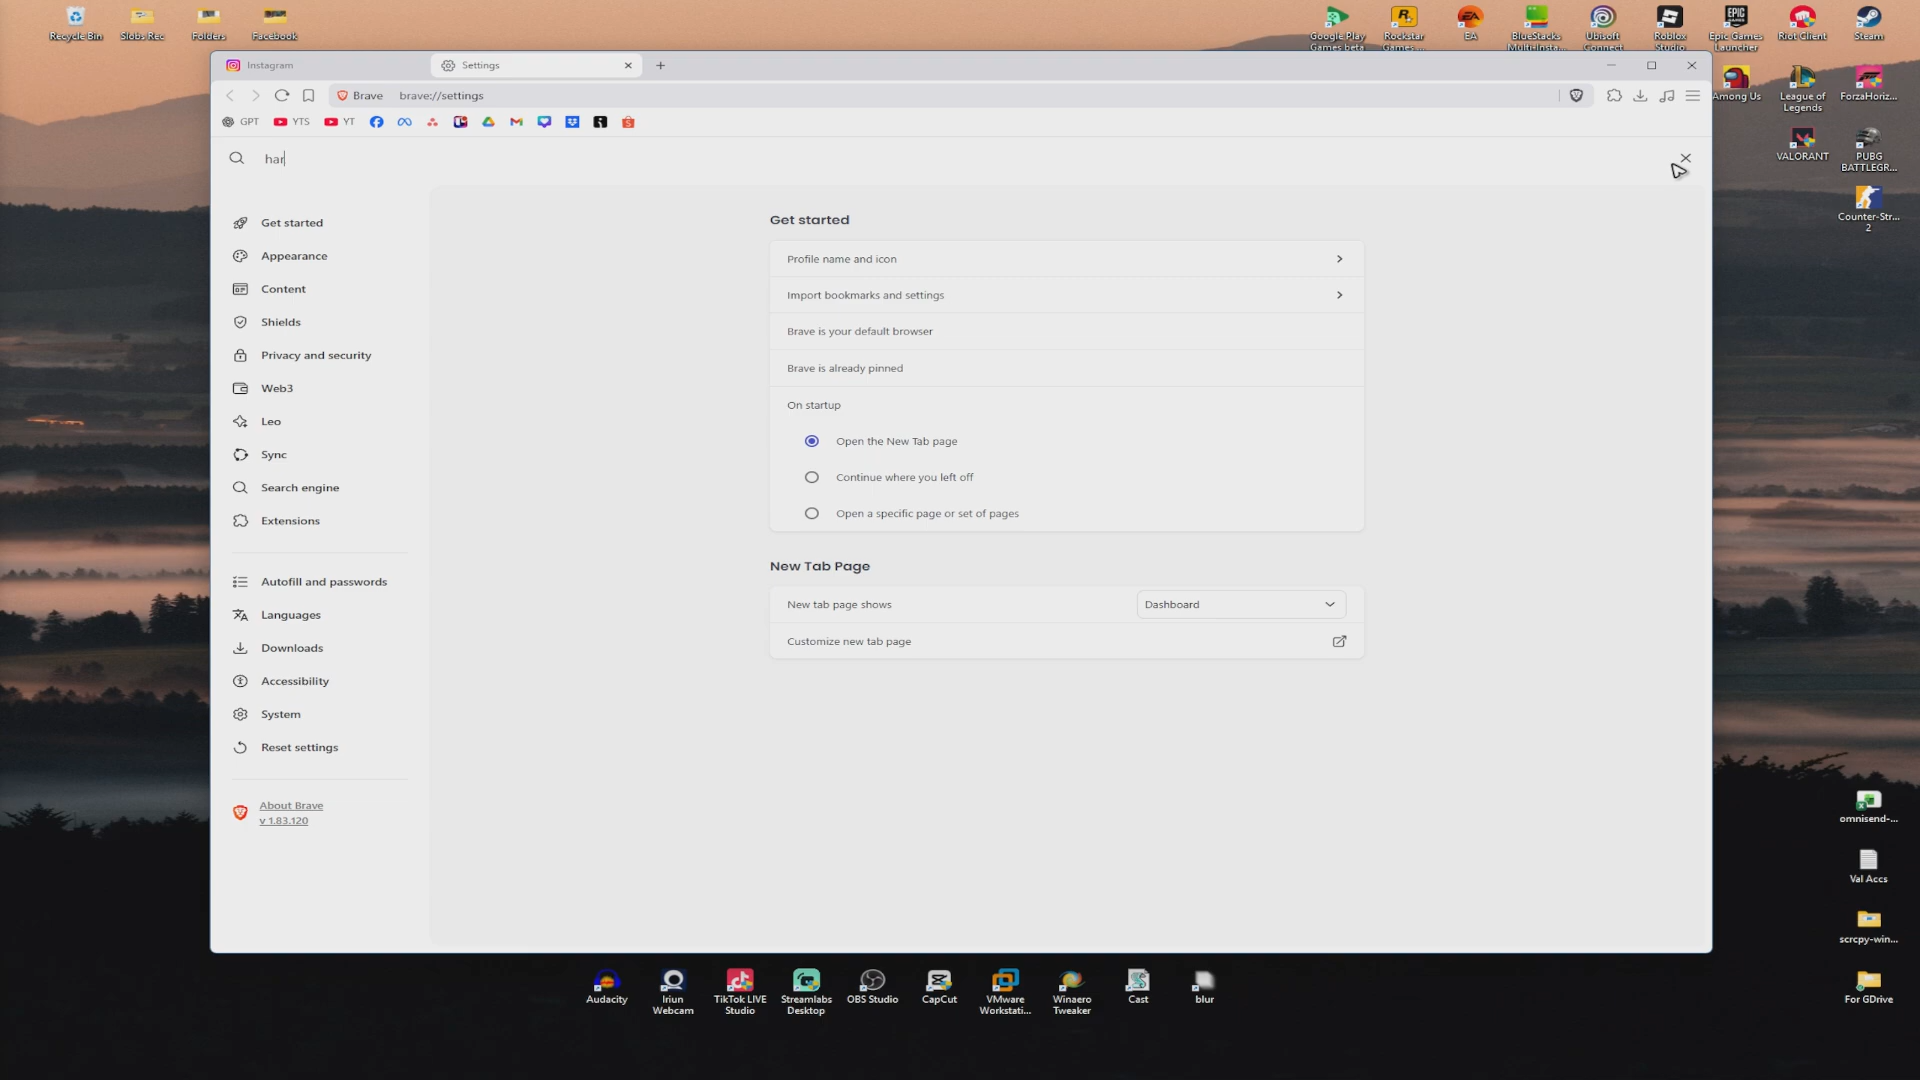 Recycle Bin
Slobs Rec
Folders
Facebook
Google Play Games beta
Rockstar Games ...
EA
BlueStacks Multi-Insta...
Ubisoft Connect
Roblox Studio
Epic Games Launcher
Riot Client
Steam
Instagram
Settings
Among Us
League of Legends
ForzaHoriz...
Brave
brave://settings
GPT
YTS
YT
VALORANT
PUBG BATTLEGR...
har
Counter-Str... 2
Get started
Appearance
Content
Shields
Privacy and security
Web3
Leo
Sync
Search engine
Extensions
Autofill and passwords
Languages
Downloads
Accessibility
System
Reset settings
About Brave
v 1.83.120
Get started
Profile name and icon
Import bookmarks and settings
Brave is your default browser
Brave is already pinned
On startup
Open the New Tab page
Continue where you left off
Open a specific page or set of pages
New Tab Page
New tab page shows
Dashboard
Customize new tab page
omnisend-...
Val Accs
scrcpy-win...
For GDrive
Audacity
Iriun Webcam
TikTok LIVE Studio
Streamlabs Desktop
OBS Studio
CapCut
VMware Workstati...
Winaero Tweaker
Cast
blur